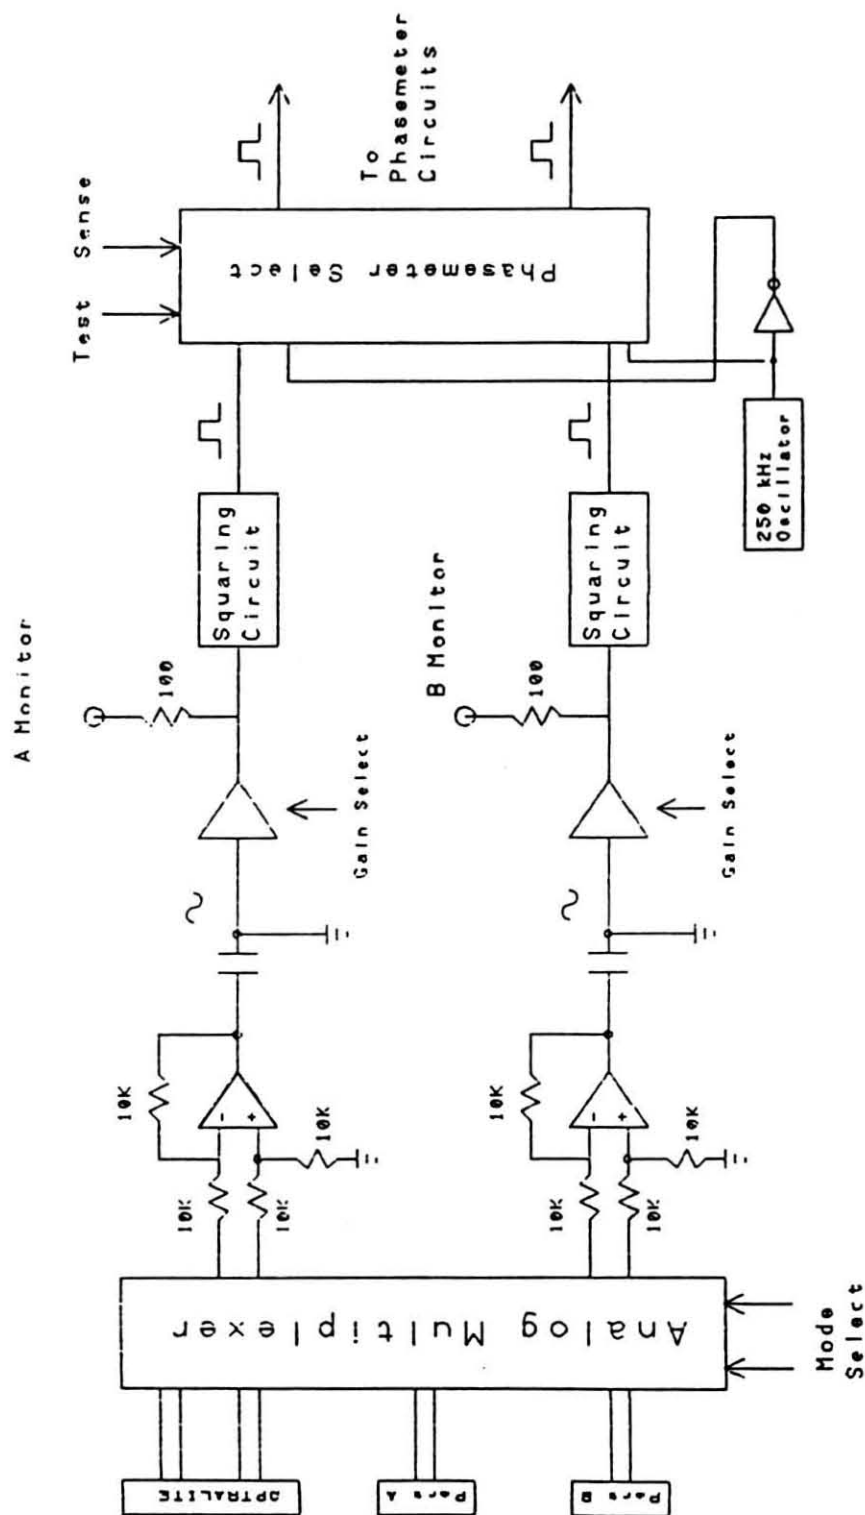 Test
Sense
To
Phasemeter
Circuits
Phasemeter Select
A Monitor
100
Squaring
Circuit
Gain Select
B Monitor
100
Squaring
Circuit
Gain Select
250 kHz
Oscillator
10K
-
+
10K
10K
10K
10K
-
+
10K
10K
10K
Analog Multiplexer
Mode
Select
OPTRALITE
Pars A
Pars B